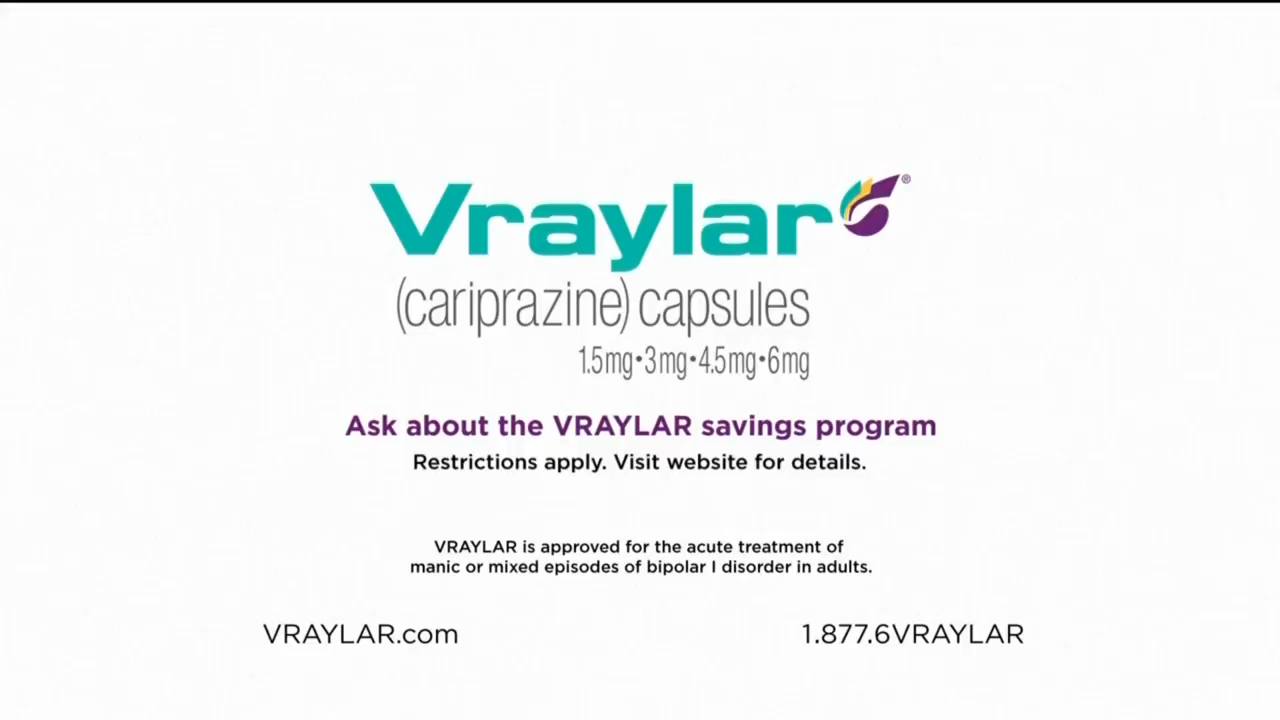 Vraylar®
(cariprazine) capsules
1.5mg•3mg•4.5mg•6mg
Ask about the VRAYLAR savings program
Restrictions apply. Visit website for details.
VRAYLAR is approved for the acute treatment of
manic or mixed episodes of bipolar I disorder in adults.
VRAYLAR.com
1.877.6VRAYLAR